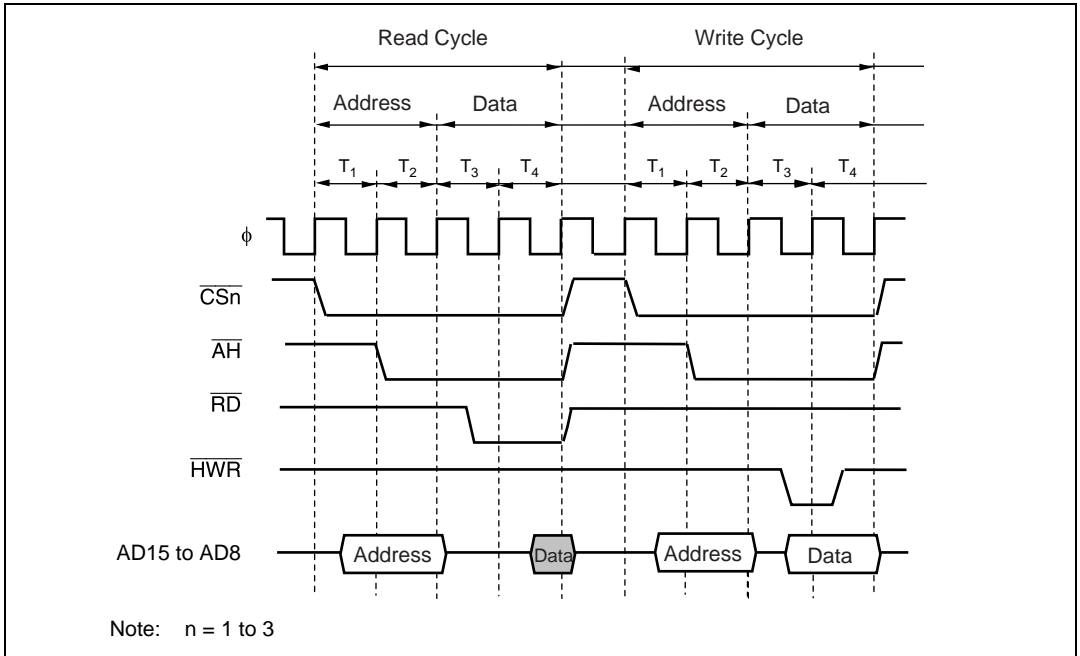 Read Cycle Write Cycle
Address Data Address Data
T1 T2 T3 T4 T1 T2 T3 T4
ϕ
CSn
AH
RD
HWR
AD15 to AD8 Address Data Address Data
Note: n = 1 to 3